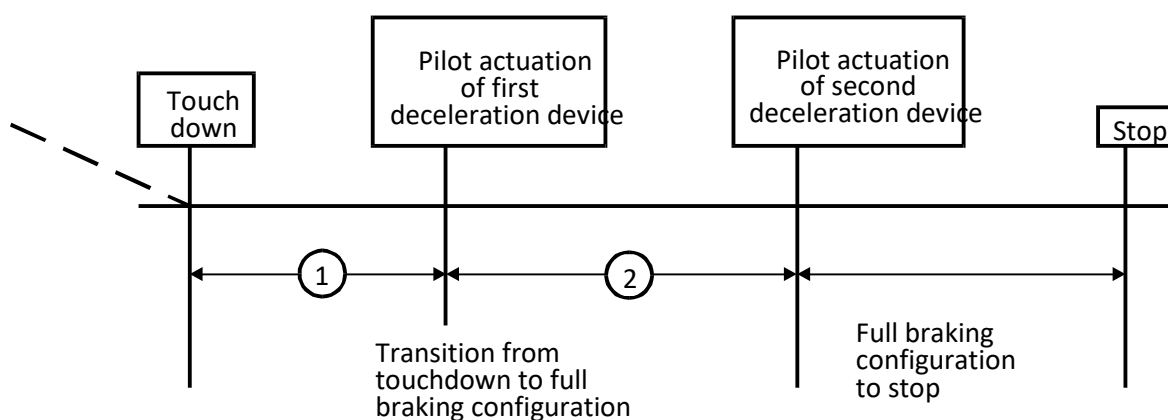 Touch
down
Pilot actuation
of first
deceleration device
Pilot actuation
of second
deceleration device
Stop
1
2
Transition from
touchdown to full
braking configuration
Full braking
configuration
to stop